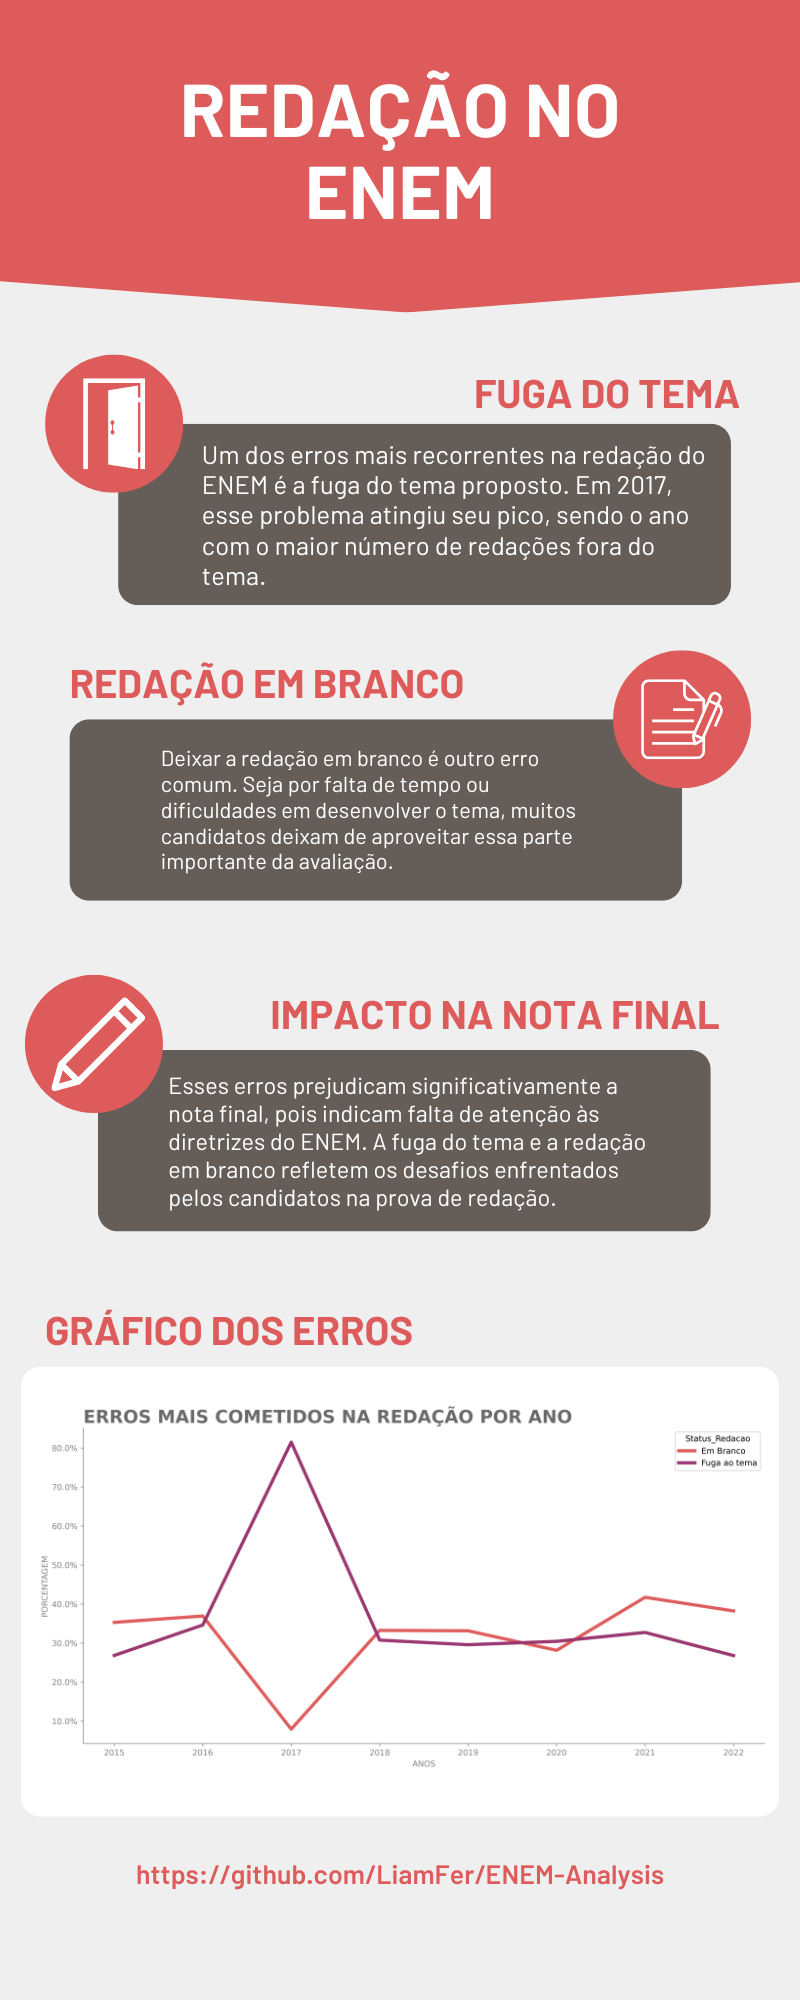 REDAÇÃO NO
ENEM
FUGA DO TEMA
Um dos erros mais recorrentes na redação do
ENEM é a fuga do tema proposto. Em 2017,
esse problema atingiu seu pico, sendo o ano
com o maior número de redações fora do
tema.
REDAÇÃO EM BRANCO
Deixar a redação em branco é outro erro
comum. Seja por falta de tempo ou
dificuldades em desenvolver o tema, muitos
candidatos deixam de aproveitar essa parte
importante da avaliação.
IMPACTO NA NOTA FINAL
Esses erros prejudicam significativamente a
nota final, pois indicam falta de atenção às
diretrizes do ENEM. A fuga do tema e a redação
em branco refletem os desafios enfrentados
pelos candidatos na prova de redação.
GRÁFICO DOS ERROS
ERROS MAIS COMETIDOS NA REDAÇÃO POR ANO
Status_Redacao
Em Branco
Fuga ao tema
PORCENTAGEM
80.0%
70.0%
60.0%
50.0%
40.0%
30.0%
20.0%
10.0%
2015 2016 2017 2018 2019 2020 2021 2022
ANOS
https://github.com/LiamFer/ENEM-Analysis